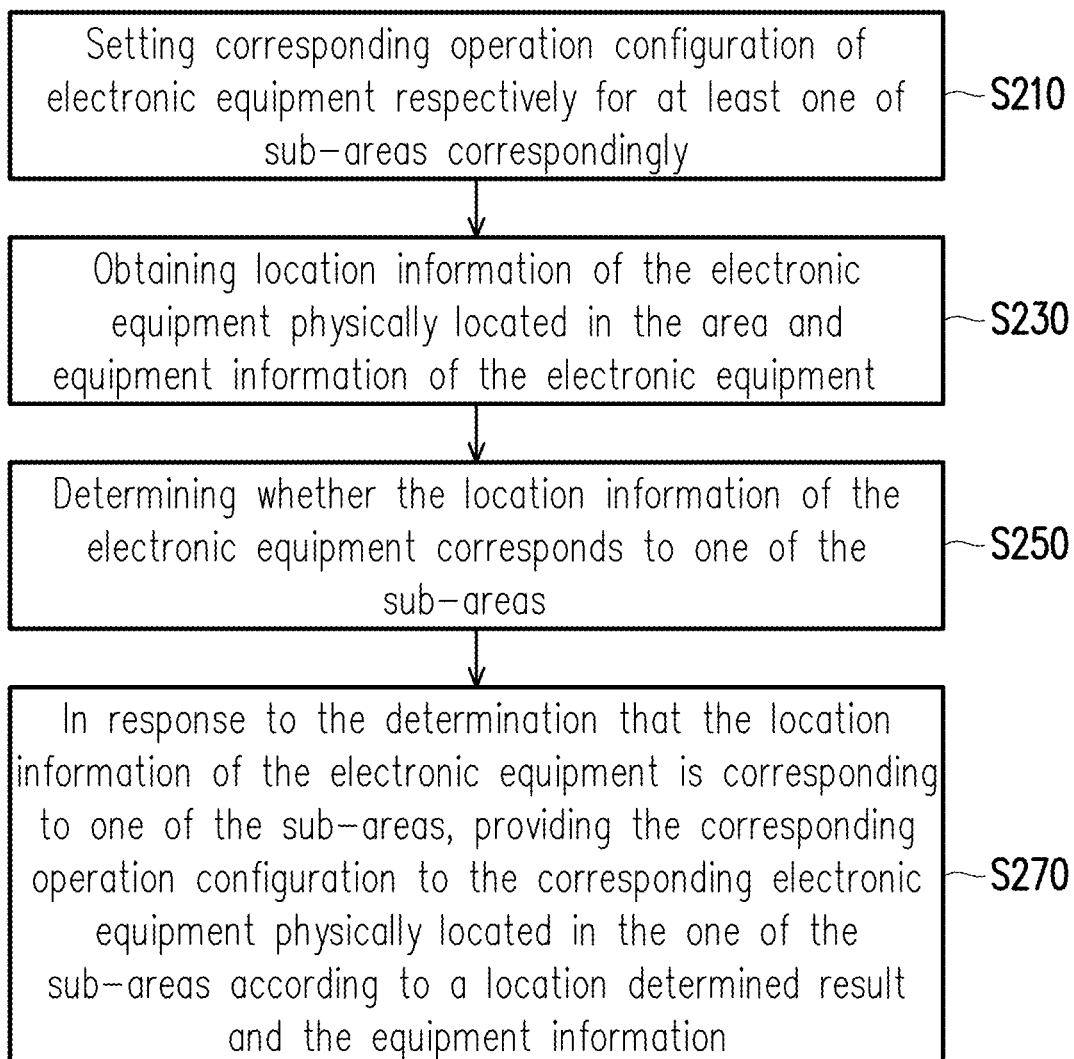 Setting corresponding operation configuration of
electronic equipment respectively for at least one of
sub-areas correspondingly
S210
Obtaining location information of the electronic
equipment physically located in the area and
equipment information of the electronic equipment
S230
Determining whether the location information of the
electronic equipment corresponds to one of the
sub-areas
S250
In response to the determination that the location
information of the electronic equipment is corresponding
to one of the sub-areas, providing the corresponding
operation configuration to the corresponding electronic
equipment physically located in the one of the
sub-areas according to a location determined result
and the equipment information
S270